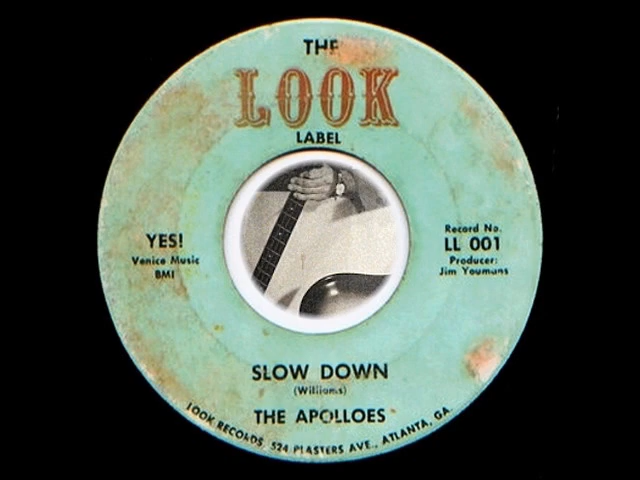 THE
LOOK
LABEL
YES!
Venice Music
BMI
Record No.
LL 001
Producer:
Jim Youmans
SLOW DOWN
(Williams)
THE APOLLOES
LOOK RECORDS, 524 PLASTERS AVE., ATLANTA, GA.